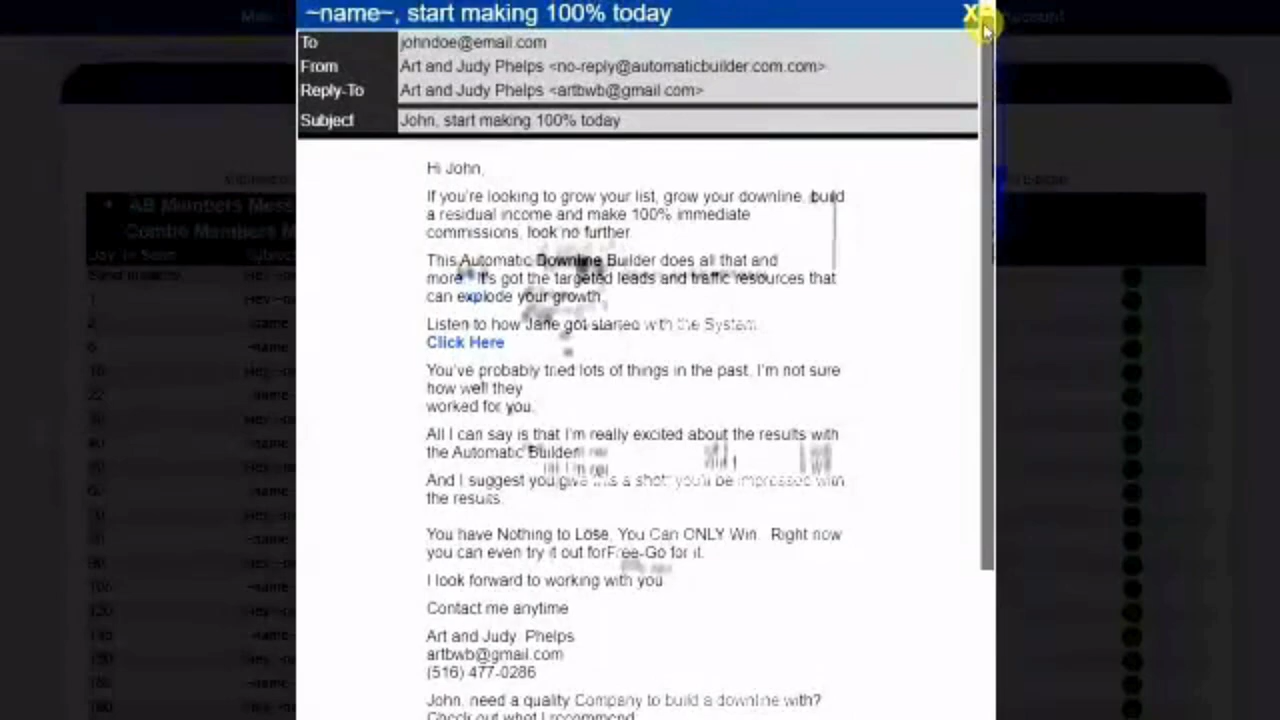 ~name~, start making 100% today
X
To johndoe@email.com
From Art and Judy Phelps <no-reply@automaticbuilder.com.com>
Reply-To Art and Judy Phelps <artbwb@gmail.com>
Subject John, start making 100% today
Hi John,
If you're looking to grow your list, grow your downline, build
a residual income and make 100% immediate
commissions, look no further.
This Automatic Downline Builder does all that and
more. It's got the targeted leads and traffic resources that
can explode your growth.
Listen to how Jane got started with the System.
Click Here
You've probably tried lots of things in the past, I'm not sure
how well they
worked for you.
All I can say is that I'm really excited about the results with
the Automatic Builder
And I suggest you give this a shot you'll be impressed with
the results.
You have Nothing to Lose, You Can ONLY Win. Right now
you can even try it out forFree-Go for it.
I look forward to working with you
Contact me anytime
Art and Judy Phelps
artbwb@gmail.com
(516) 477-0286
John, need a quality Company to build a downline with?
Check out what I recommend
AB Members Mess
Combo Members M